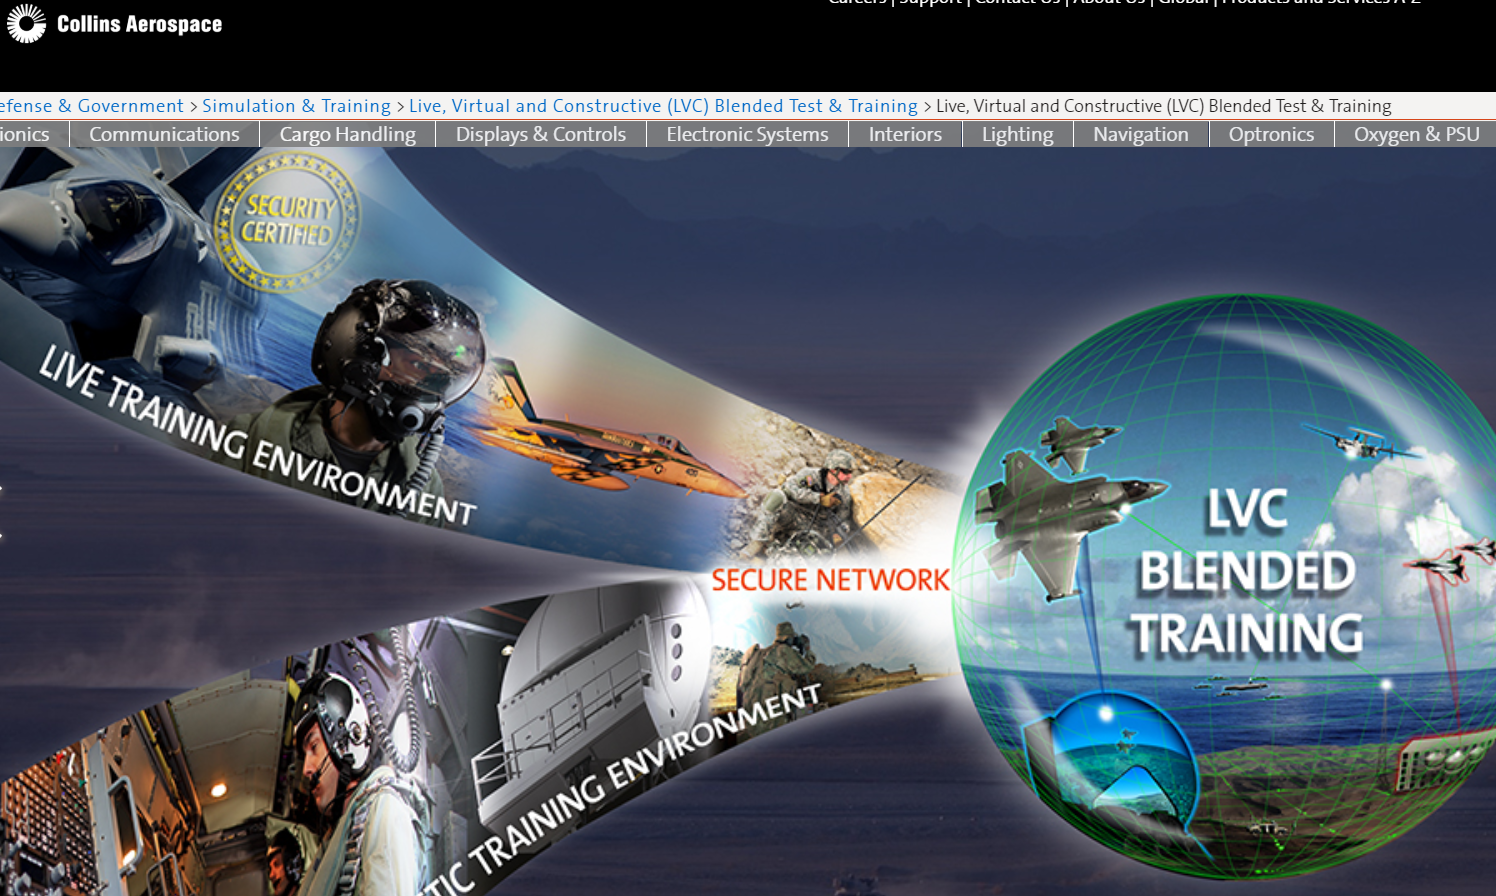 Careers | Support | Contact Us | About Us | Global | Products and Services A-Z
Collins Aerospace
efense & Government > Simulation & Training > Live, Virtual and Constructive (LVC) Blended Test & Training > Live, Virtual and Constructive (LVC) Blended Test & Training
ionics | Communications | Cargo Handling | Displays & Controls | Electronic Systems | Interiors | Lighting | Navigation | Optronics | Oxygen & PSU
SECURITY
CERTIFIED
LIVE TRAINING ENVIRONMENT
SECURE NETWORK
LVC
BLENDED
TRAINING
TIC TRAINING ENVIRONMENT